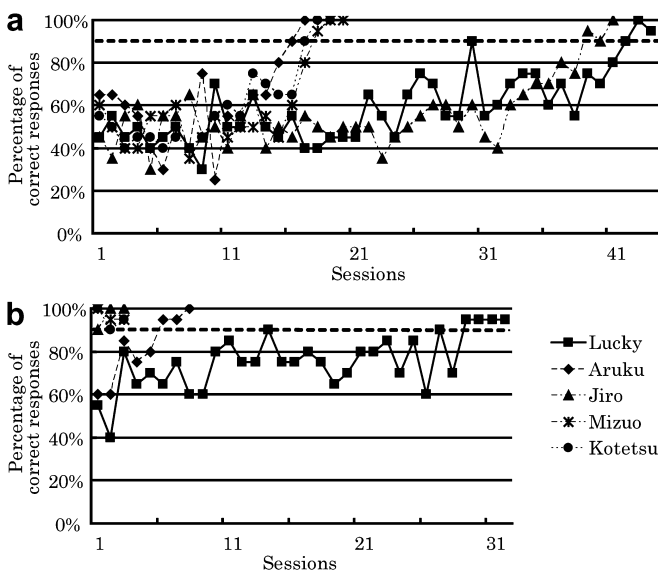 a
Percentage of
correct responses
100%
80%
60%
40%
20%
0%
1 11 21 31 41
Sessions
b
Percentage of
correct responses
100%
80%
60%
40%
20%
0%
1 11 21 31
Sessions
Lucky
Aruku
Jiro
Mizuo
Kotetsu